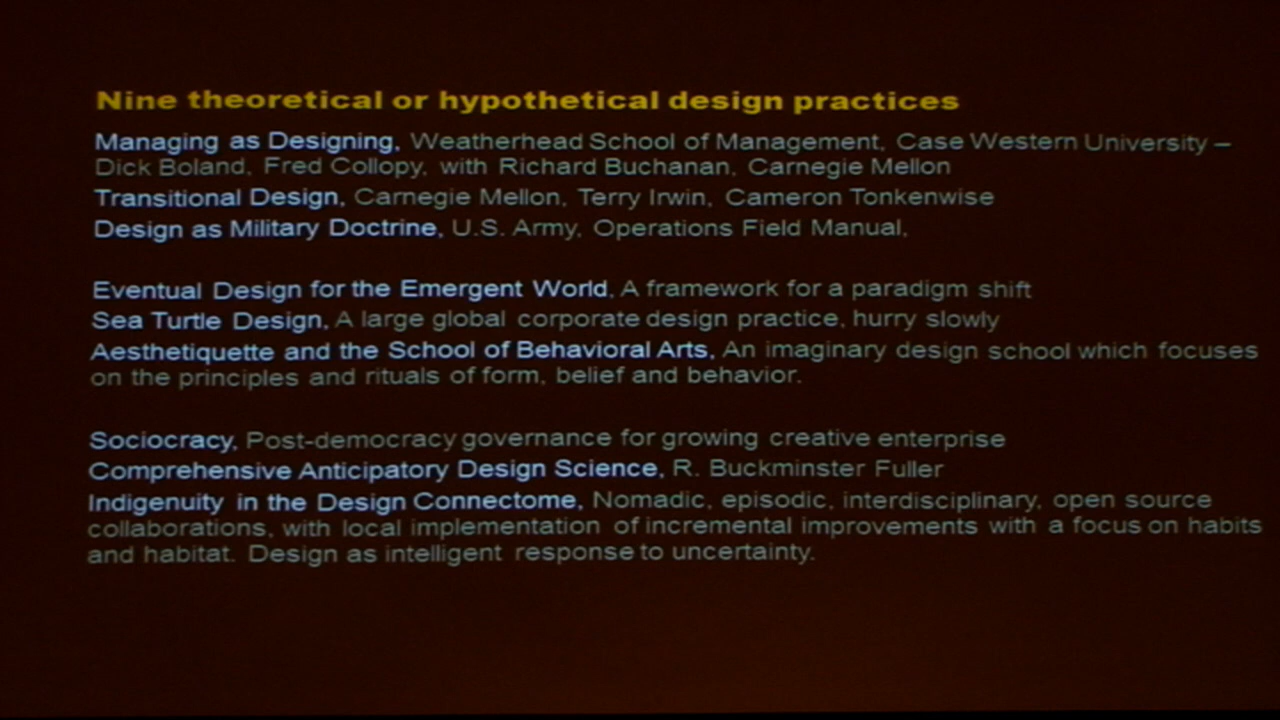 Nine theoretical or hypothetical design practices
Managing as Designing, Weatherhead School of Management, Case Western University –
Dick Boland, Fred Collopy, with Richard Buchanan, Carnegie Mellon
Transitional Design, Carnegie Mellon, Terry Irwin, Cameron Tonkenwise
Design as Military Doctrine, U.S. Army, Operations Field Manual,
Eventual Design for the Emergent World, A framework for a paradigm shift
Sea Turtle Design, A large global corporate design practice, hurry slowly
Aesthetiquette and the School of Behavioral Arts, An imaginary design school which focuses
on the principles and rituals of form, belief and behavior.
Sociocracy, Post-democracy governance for growing creative enterprise
Comprehensive Anticipatory Design Science, R. Buckminster Fuller
Indigenuity in the Design Connectome, Nomadic, episodic, interdisciplinary, open source
collaborations, with local implementation of incremental improvements with a focus on habits
and habitat. Design as intelligent response to uncertainty.